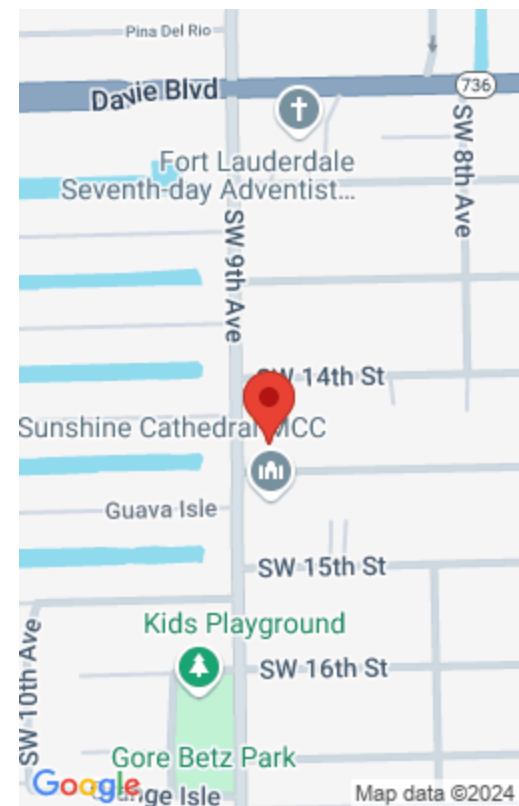 Pina Del Rio
Davie Blvd
736
Fort Lauderdale
Seventh-day Adventist...
SW 8th Ave
SW 9th Ave
SW 14th St
Sunshine Cathedral MCC
Guava Isle
SW 15th St
Kids Playground
SW 16th St
SW 10th Ave
Gore Betz Park
Google
Isle
Map data ©2024